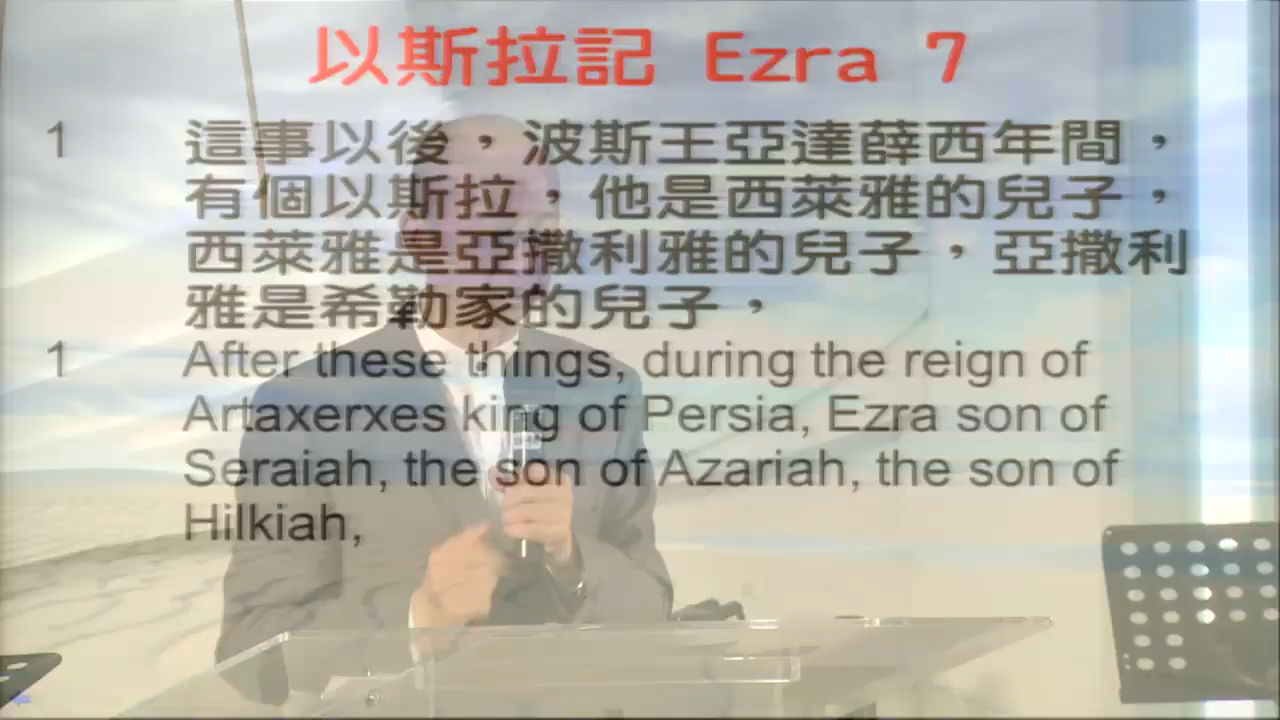 以斯拉記 Ezra 7
1 這事以後，波斯王亞達薛西年間，
有個以斯拉，他是西萊雅的兒子，
西萊雅是亞撒利雅的兒子，亞撒利
雅是希勒家的兒子，
1 After these things, during the reign of
Artaxerxes king of Persia, Ezra son of
Seraiah, the son of Azariah, the son of
Hilkiah,